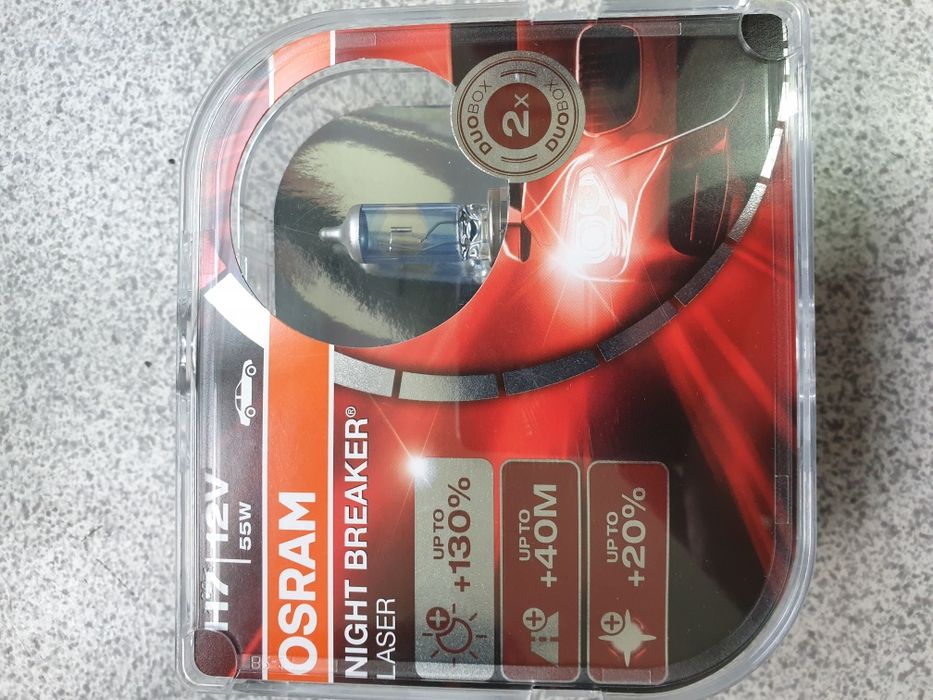 H7 12V
55W
OSRAM
NIGHT BREAKER®
LASER
UP TO
+130%
UP TO
+40M
UP TO
+20%
DUOBOX
2x
DUOBOX